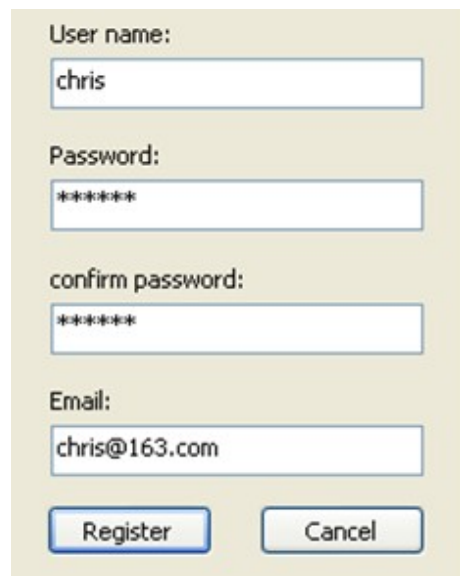 User name:
chris
Password:
******
confirm password:
******
Email:
chris@163.com
Register Cancel